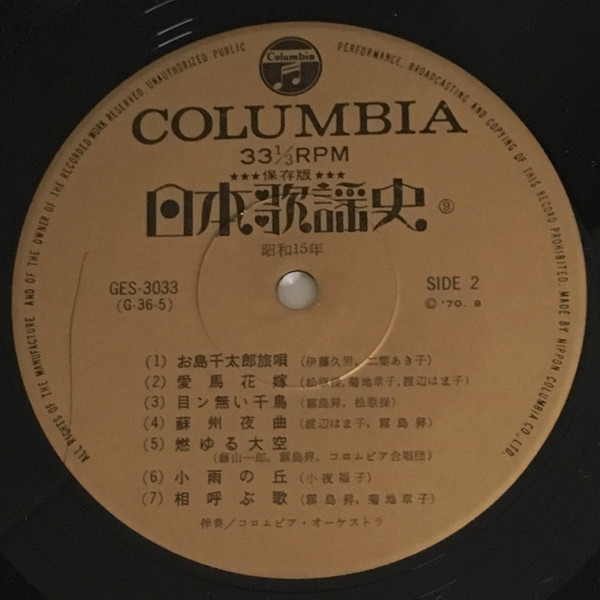 ALL RIGHTS OF THE MANUFACTURE AND OF THE OWNER OF THE RECORDED WORK RESERVED. UNAUTHORIZED PUBLIC PERFORMANCE, BROADCASTING AND COPYING OF THIS RECORD PROHIBITED. MADE BY NIPPON COLUMBIA CO., LTD.
Columbia
COLUMBIA
33 1/3 RPM
★★★保存版★★★
日本歌謡史 ⑨
昭和15年
GES-3033
(G-36-5)
SIDE 2
Ⓒ '70. 9
(1) お島千太郎旅唄 (伊藤久男, 二葉あき子)
(2) 愛馬花嫁 (松原操, 菊地章子, 渡辺はま子)
(3) 目ン無い千鳥 (霧島昇, 松原操)
(4) 蘇州夜曲 (渡辺はま子, 霧島昇)
(5) 燃ゆる大空
(藤山一郎, 霧島昇, コロムビア合唱団)
(6) 小雨の丘 (小夜福子)
(7) 相呼ぶ歌 (霧島昇, 菊地章子)
伴奏/コロムビア・オーケストラ